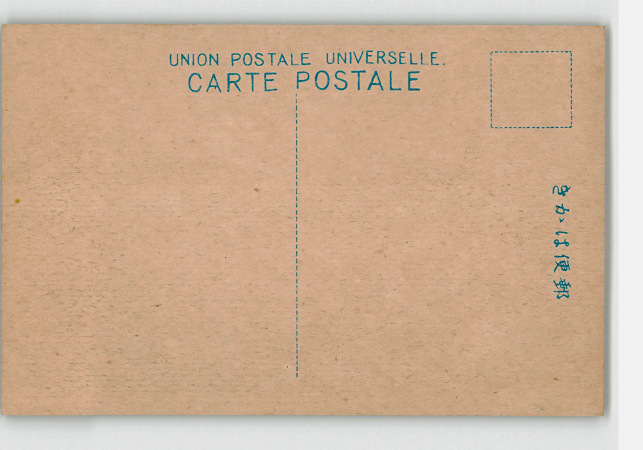 UNION POSTALE UNIVERSELLE.
CARTE POSTALE
きかは便郵